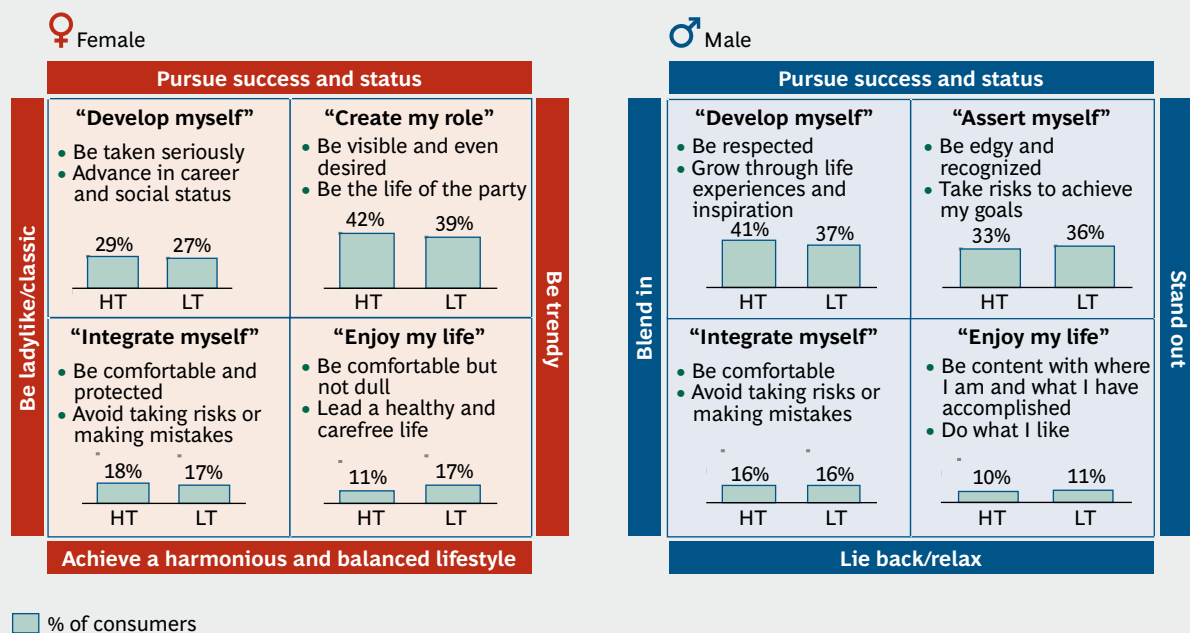 Female
Pursue success and status
Be ladylike/classic
“Develop myself”
• Be taken seriously
• Advance in career
and social status
29%
27%
HT
LT
“Create my role”
• Be visible and even
desired
• Be the life of the party
42%
39%
HT
LT
“Integrate myself”
• Be comfortable and
protected
• Avoid taking risks or
making mistakes
18%
17%
HT
LT
“Enjoy my life”
• Be comfortable but
not dull
• Lead a healthy and
carefree life
11%
17%
HT
LT
Be trendy
Achieve a harmonious and balanced lifestyle
Male
Pursue success and status
Blend in
“Develop myself”
• Be respected
• Grow through life
experiences and
inspiration
41%
37%
HT
LT
“Assert myself”
• Be edgy and
recognized
• Take risks to achieve
my goals
33%
36%
HT
LT
“Integrate myself”
• Be comfortable
• Avoid taking risks or
making mistakes
16%
16%
HT
LT
“Enjoy my life”
• Be content with where
I am and what I have
accomplished
• Do what I like
10%
11%
HT
LT
Stand out
Lie back/relax
% of consumers